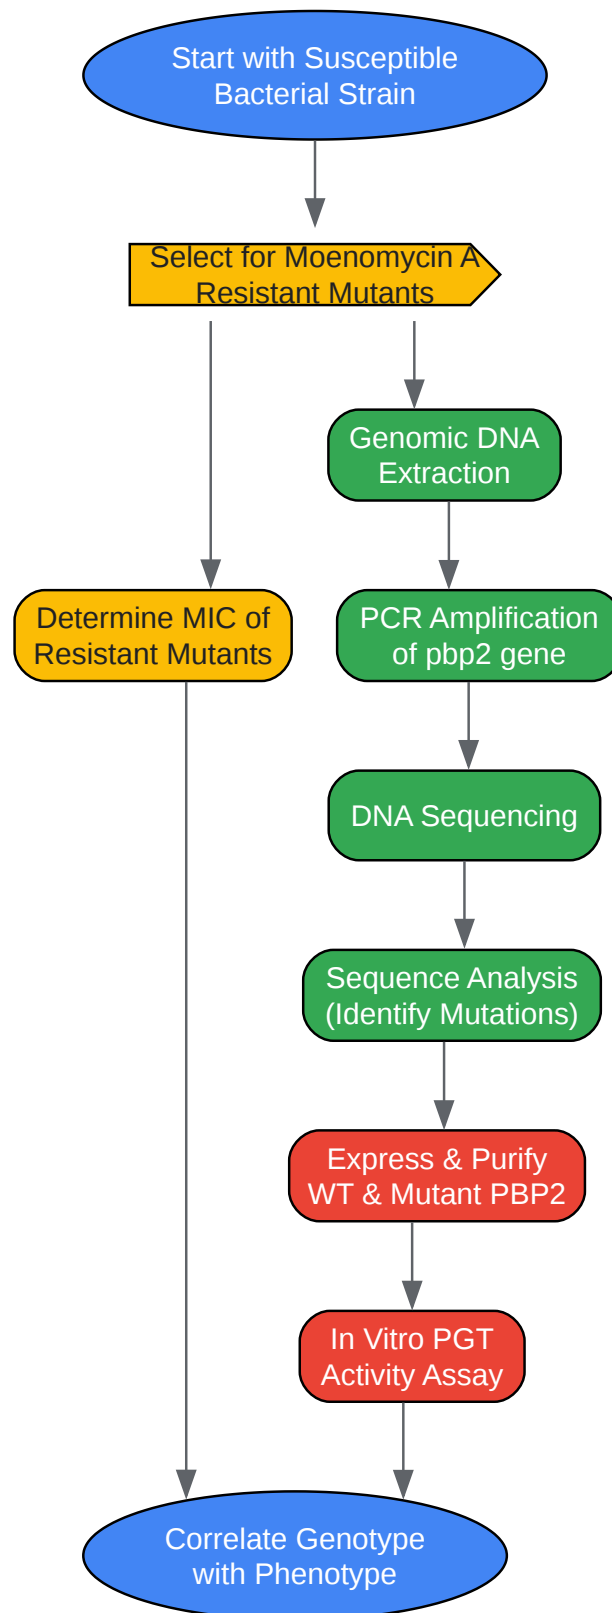 Start with Susceptible
Bacterial Strain
Select for Moenomycin A
Resistant Mutants
Genomic DNA
Extraction
Determine MIC of
Resistant Mutants
PCR Amplification
of pbp2 gene
DNA Sequencing
Sequence Analysis
(Identify Mutations)
Express & Purify
WT & Mutant PBP2
In Vitro PGT
Activity Assay
Correlate Genotype
with Phenotype